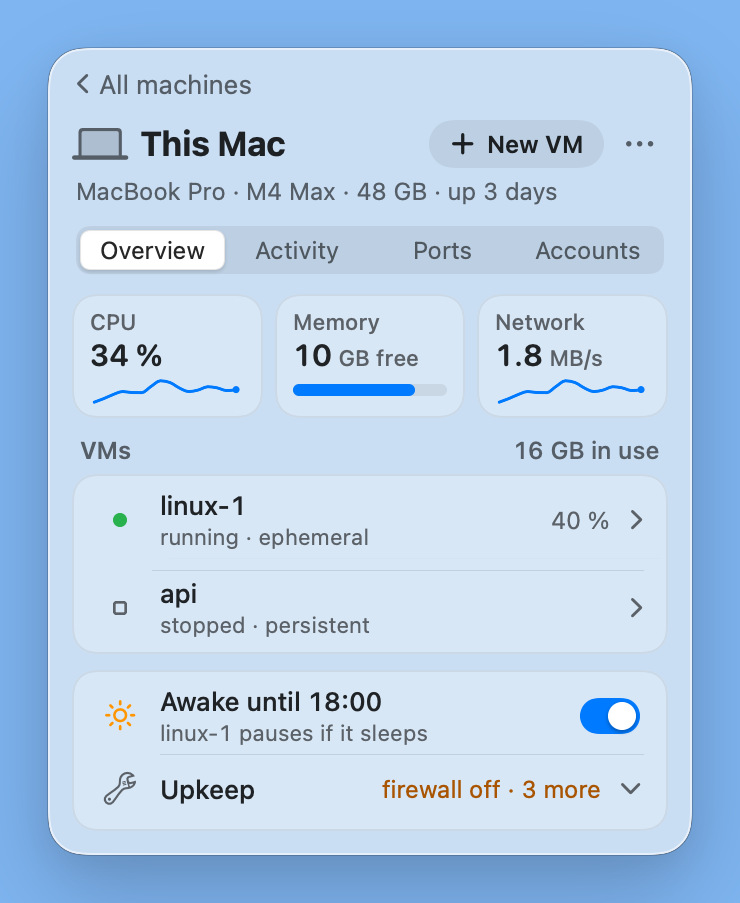 All machines
This Mac
New VM
MacBook Pro · M4 Max · 48 GB · up 3 days
Overview Activity Ports Accounts
CPU Memory Network
34 % 10 GB free 1.8 MB/s
VMs 16 GB in use
linux-1
running · ephemeral
40 %
api
stopped · persistent
Awake until 18:00
linux-1 pauses if it sleeps
Upkeep firewall off · 3 more